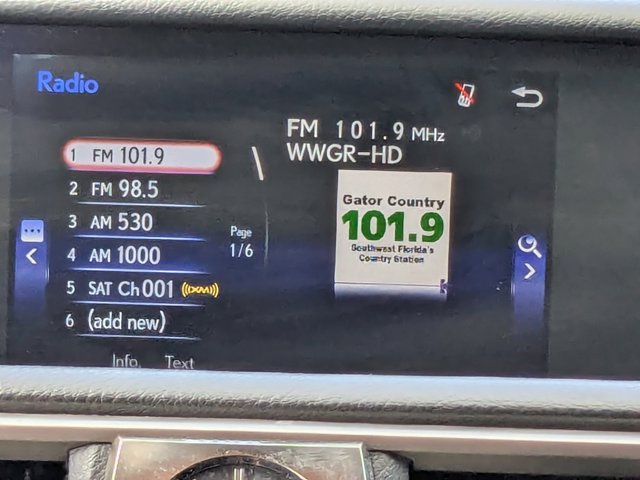 Radio
FM 101.9 MHz
WWGR-HD
1 FM 101.9
2 FM 98.5
3 AM 530
4 AM 1000
5 SAT Ch001 ((XM))
6 (add new)
Page
1/6
Gator Country
101.9
Southwest Florida's
Country Station
Info Text